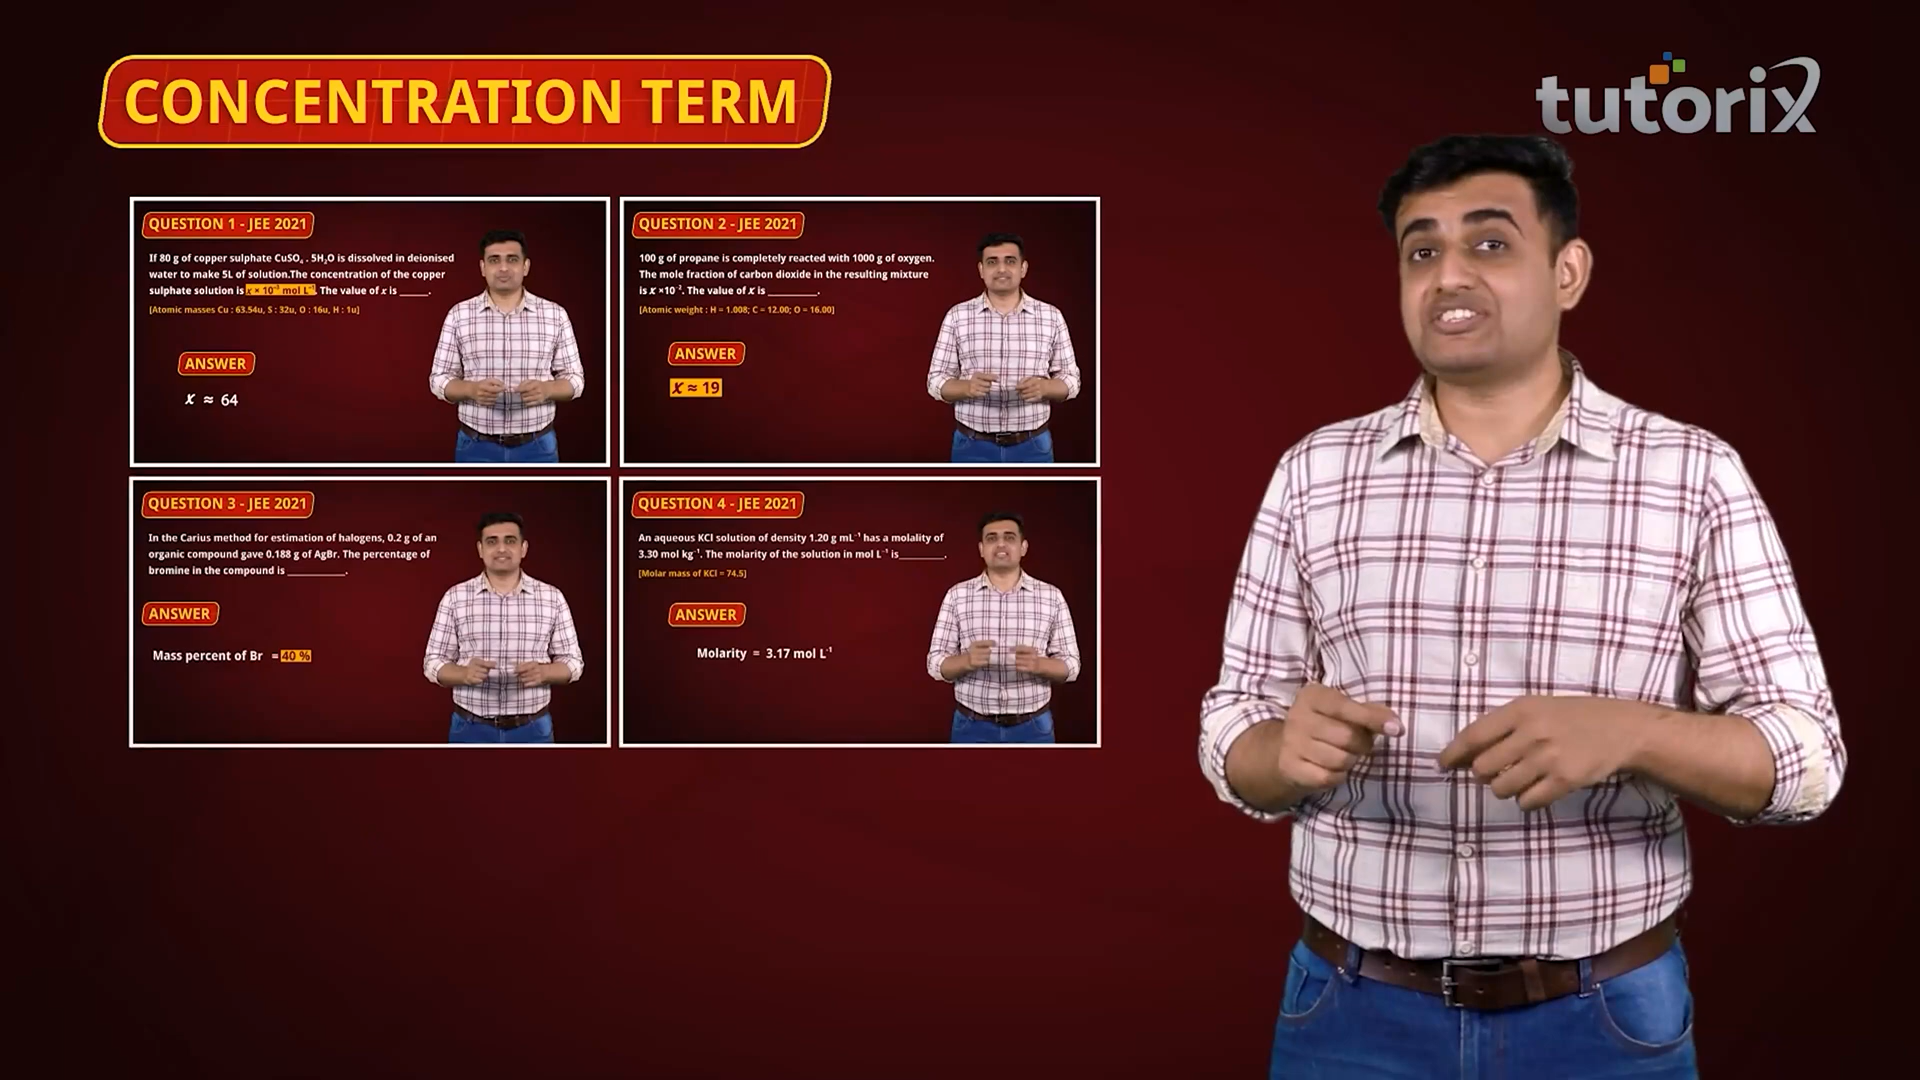 CONCENTRATION TERM
tutorix
QUESTION 1 - JEE 2021
If 80 g of copper sulphate CuSO₄ . 5H₂O is dissolved in deionised
water to make 5L of solution.The concentration of the copper
sulphate solution is x × 10⁻³ mol L⁻¹. The value of x is ______.
[Atomic masses Cu : 63.54u, S : 32u, O : 16u, H : 1u]
ANSWER
x ≈ 64
QUESTION 2 - JEE 2021
100 g of propane is completely reacted with 1000 g of oxygen.
The mole fraction of carbon dioxide in the resulting mixture
is x ×10⁻². The value of x is __________.
[Atomic weight : H = 1.008; C = 12.00; O = 16.00]
ANSWER
x ≈ 19
QUESTION 3 - JEE 2021
In the Carius method for estimation of halogens, 0.2 g of an
organic compound gave 0.188 g of AgBr. The percentage of
bromine in the compound is ____________.
ANSWER
Mass percent of Br = 40 %
QUESTION 4 - JEE 2021
An aqueous KCl solution of density 1.20 g mL⁻¹ has a molality of
3.30 mol kg⁻¹. The molarity of the solution in mol L⁻¹ is_________.
[Molar mass of KCl = 74.5]
ANSWER
Molarity = 3.17 mol L⁻¹